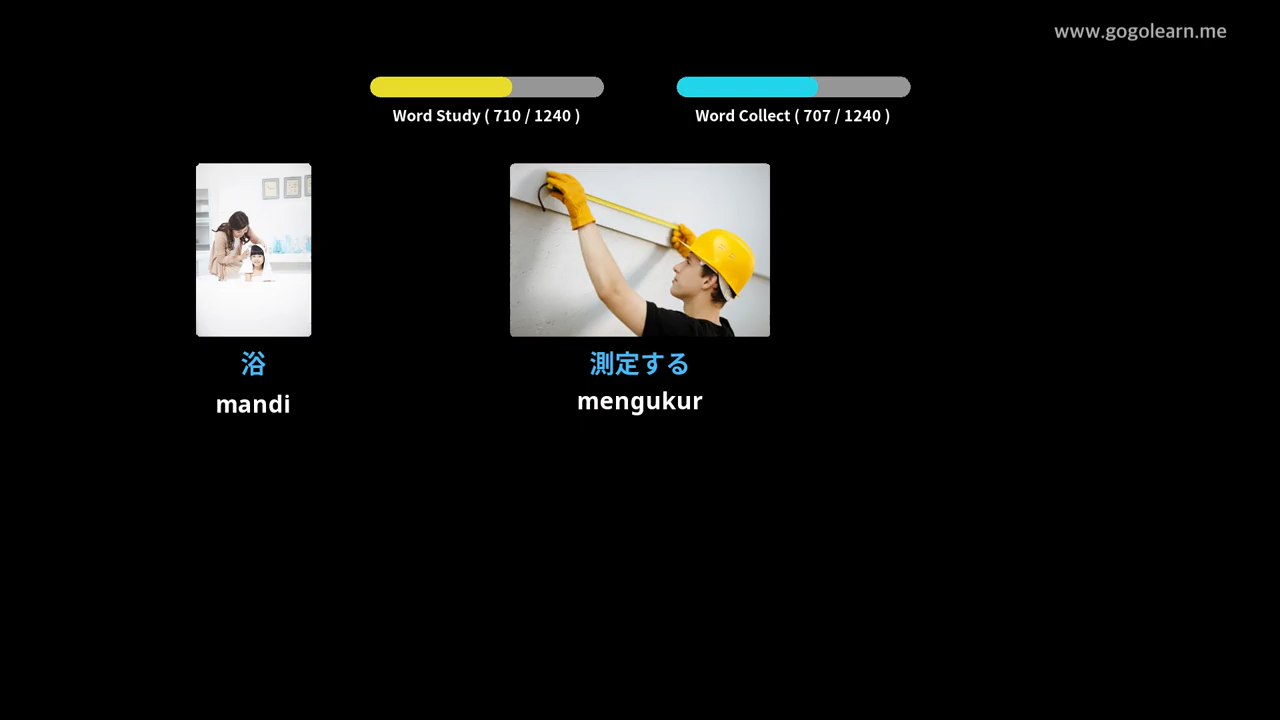 www.gogolearn.me
Word Study ( 710 / 1240 )
Word Collect ( 707 / 1240 )
浴
mandi
測定する
mengukur